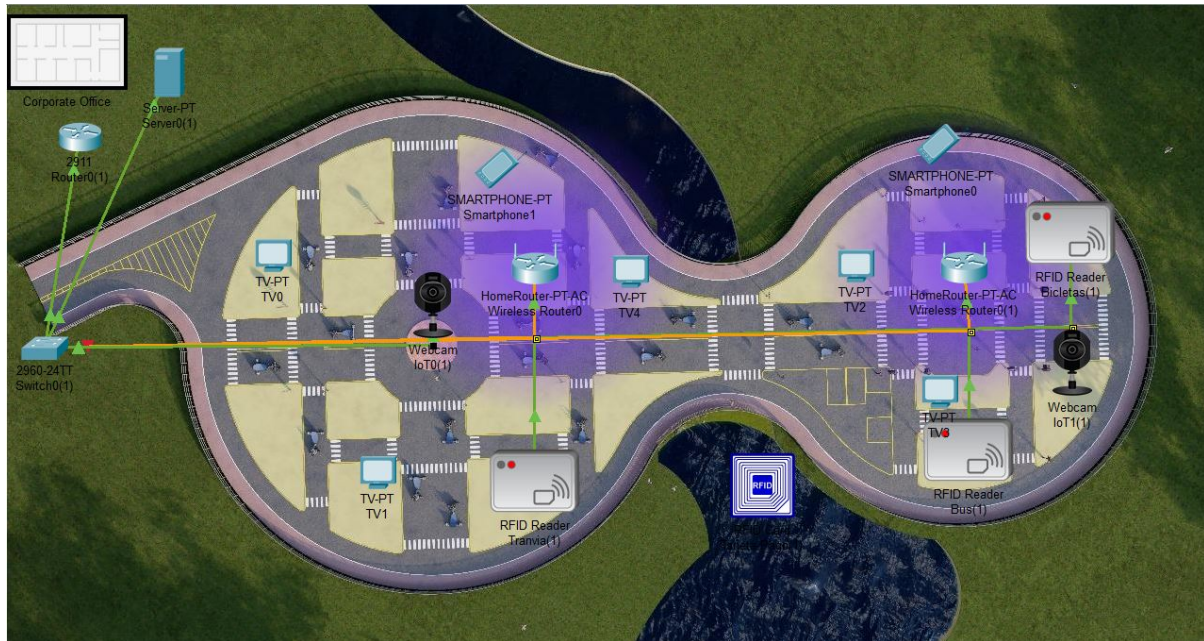 Corporate Office
Server-PT
Server0(1)
2911
Router0(1)
SMARTPHONE-PT
Smartphone1
SMARTPHONE-PT
Smartphone0
TV-PT
TV0
HomeRouter-PT-AC
Wireless Router0
TV-PT
TV4
TV-PT
TV2
HomeRouter-PT-AC
Wireless Router0(1)
RFID Reader
Bicletas(1)
2960-24TT
Switch0(1)
Webcam
IoT0(1)
Webcam
IoT1(1)
TV-PT
TV3
TV-PT
TV1
RFID Reader
Tranvia(1)
RFID
RFID Reader
Bus(1)